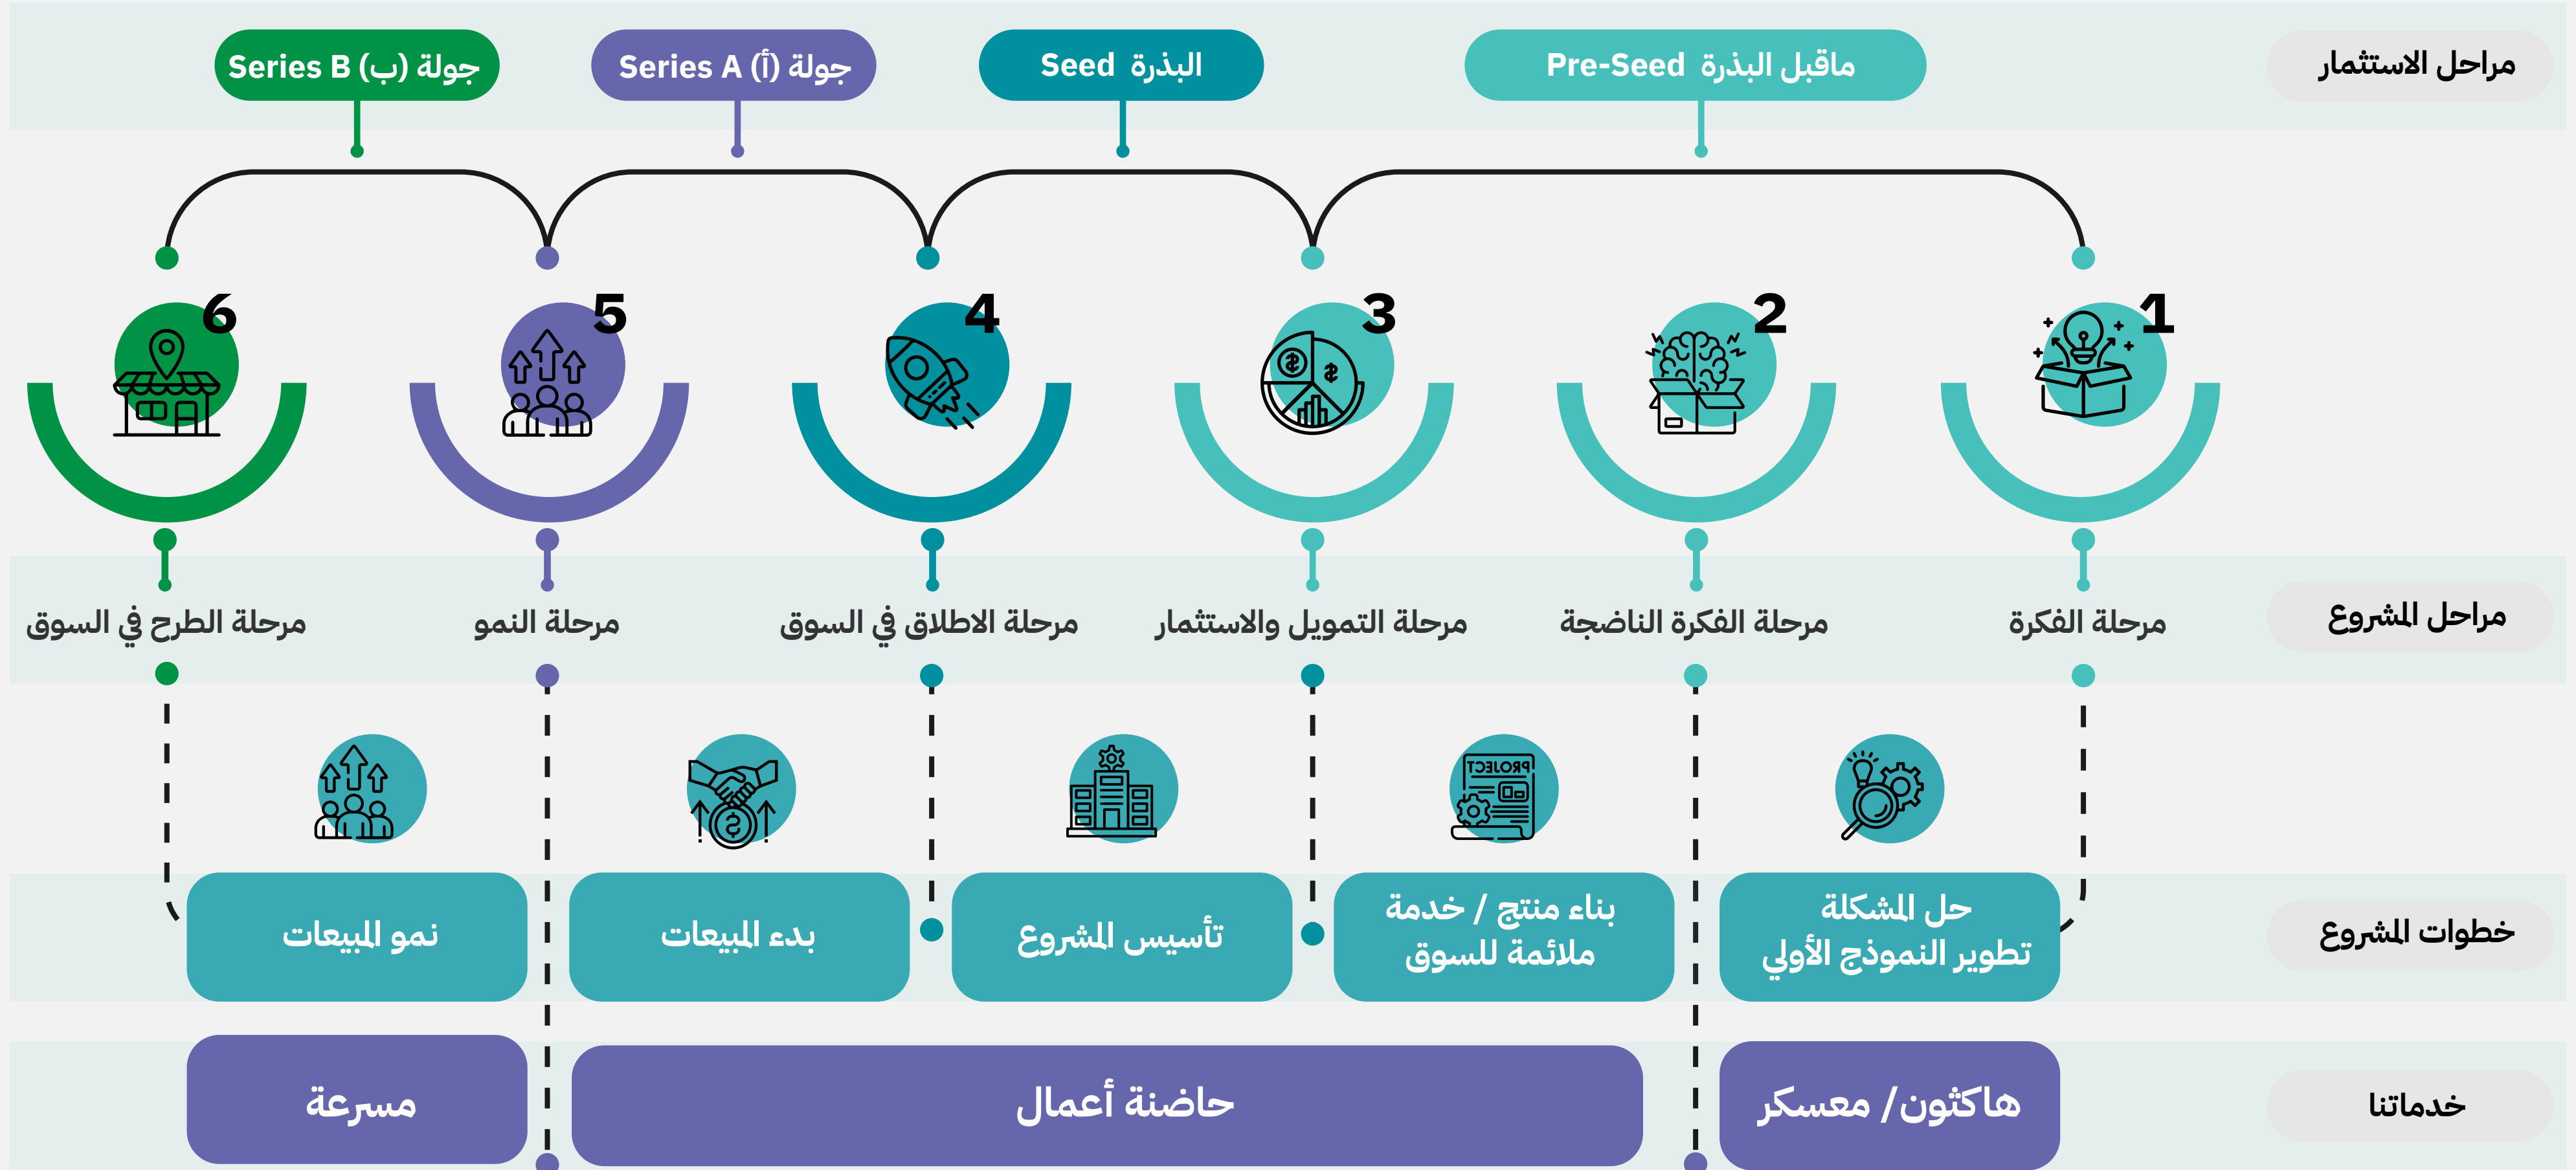 مراحل الاستثمار
ماقبل البذرة Pre-Seed
البذرة Seed
جولة (أ) Series A
جولة (ب) Series B
1
2
3
4
5
6
مراحل المشروع
مرحلة الفكرة
مرحلة الفكرة الناضجة
مرحلة التمويل والاستثمار
مرحلة الاطلاق في السوق
مرحلة النمو
مرحلة الطرح في السوق
PROJECT
خطوات المشروع
حل المشكلة
تطوير النموذج الأولي
بناء منتج / خدمة
ملائمة للسوق
تأسيس المشروع
بدء المبيعات
نمو المبيعات
خدماتنا
هاكثون/ معسكر
حاضنة أعمال
مسرعة